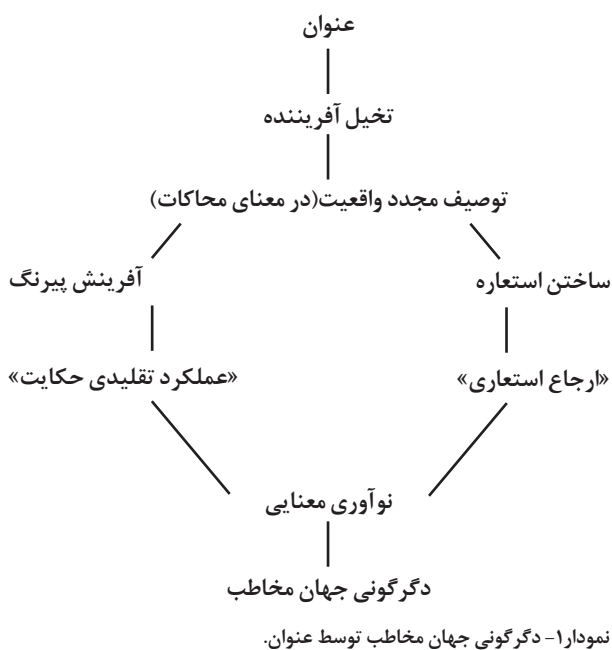 عنوان
تخیل آفریننده
توصیف مجدد واقعیت(در معنای محاکات)
ساختن استعاره
آفرینش پیرنگ
«ارجاع استعاری»
«عملکرد تقلیدی حکایت»
نوآوری معنایی
دگرگونی جهان مخاطب
نمودار۱- دگرگونی جهان مخاطب توسط عنوان.